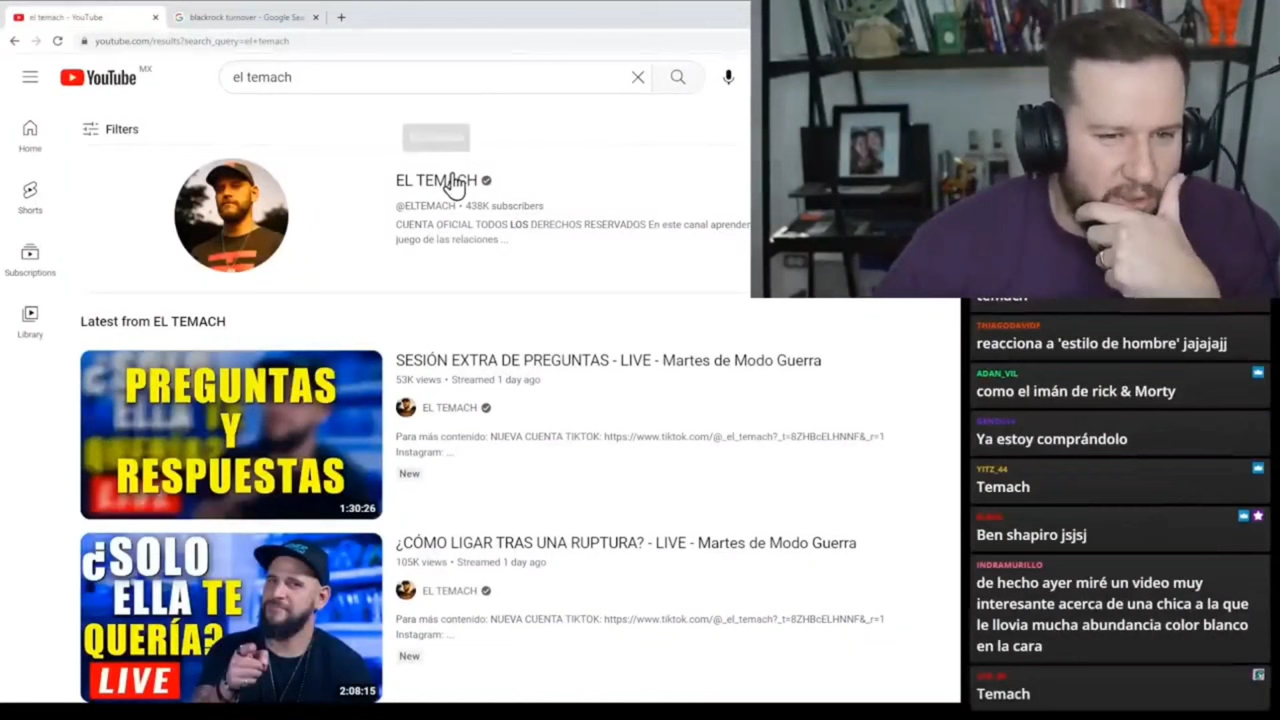 el temach - YouTube
blackrock turnover - Google Sea
youtube.com/results?search_query=el+temach
YouTube MX
el temach
Filters
Home
Shorts
Subscriptions
Library
EL TEMACH
@ELTEMACH • 438K subscribers
CUENTA OFICIAL TODOS LOS DERECHOS RESERVADOS En este canal aprender
juego de las relaciones ...
Latest from EL TEMACH
PREGUNTAS
Y
RESPUESTAS
LIVE
1:30:26
SESIÓN EXTRA DE PREGUNTAS - LIVE - Martes de Modo Guerra
53K views • Streamed 1 day ago
EL TEMACH
Para más contenido: NUEVA CUENTA TIKTOK: https://www.tiktok.com/@_el_temach?_t=8ZHBcELHNNF&_r=1
Instagram: ...
New
¿SOLO
ELLA TE
QUERÍA?
LIVE
2:08:15
¿CÓMO LIGAR TRAS UNA RUPTURA? - LIVE - Martes de Modo Guerra
105K views • Streamed 1 day ago
EL TEMACH
Para más contenido: NUEVA CUENTA TIKTOK: https://www.tiktok.com/@_el_temach?_t=8ZHBcELHNNF&_r=1
Instagram: ...
New
temach
THIAGODAVIDF
reacciona a 'estilo de hombre' jajajajj
ADAN_VIL
como el imán de rick & Morty
Ya estoy comprándolo
YITZ_44
Temach
Ben shapiro jsjsj
INDRAMURILLO
de hecho ayer miré un video muy
interesante acerca de una chica a la que
le llovia mucha abundancia color blanco
en la cara
Temach